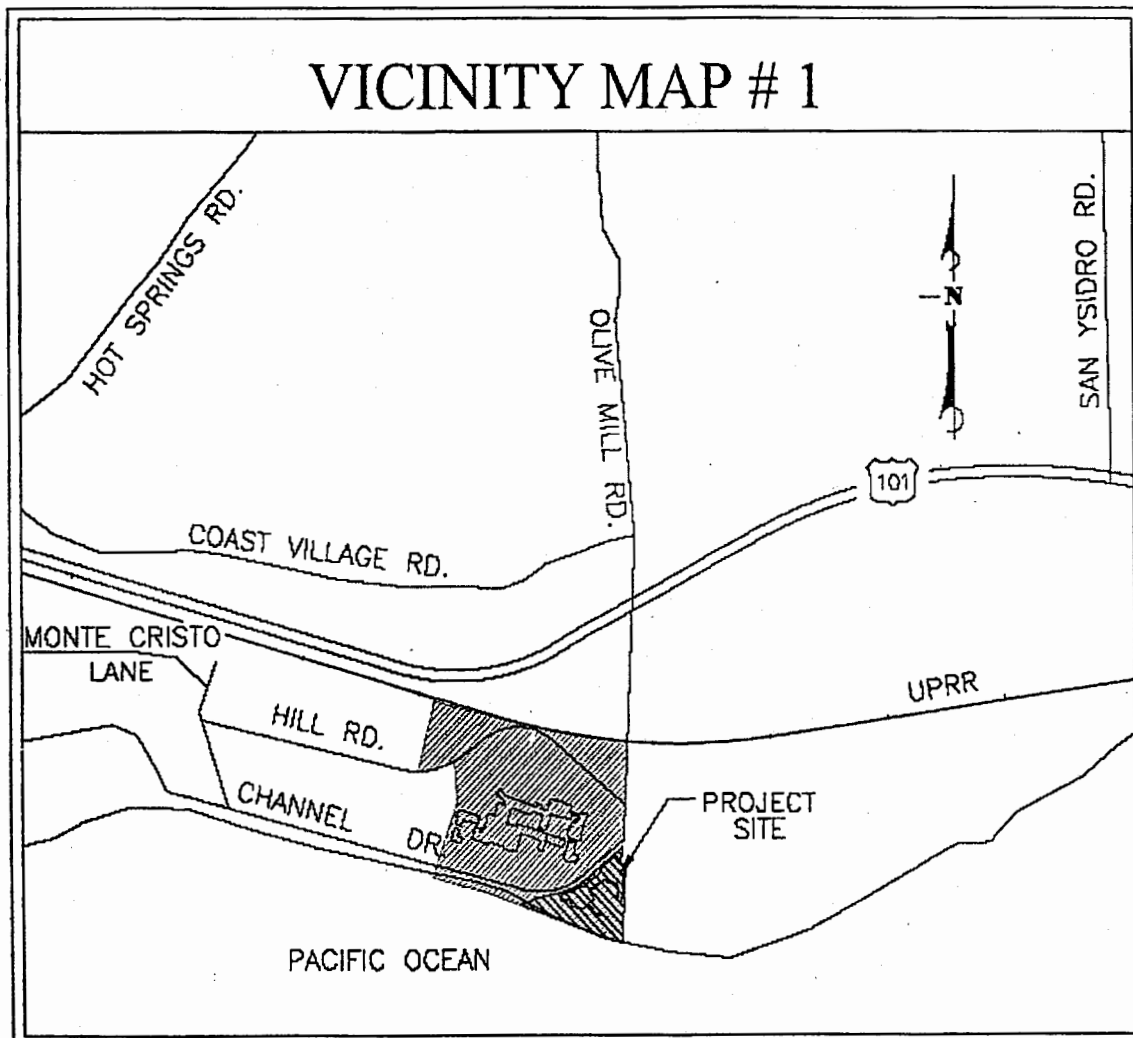 VICINITY MAP # 1
HOT SPRINGS RD.
OLIVE MILL RD.
N
SAN YSIDRO RD.
101
COAST VILLAGE RD.
MONTE CRISTO
LANE
UPRR
HILL RD.
CHANNEL DR.
PROJECT
SITE
PACIFIC OCEAN